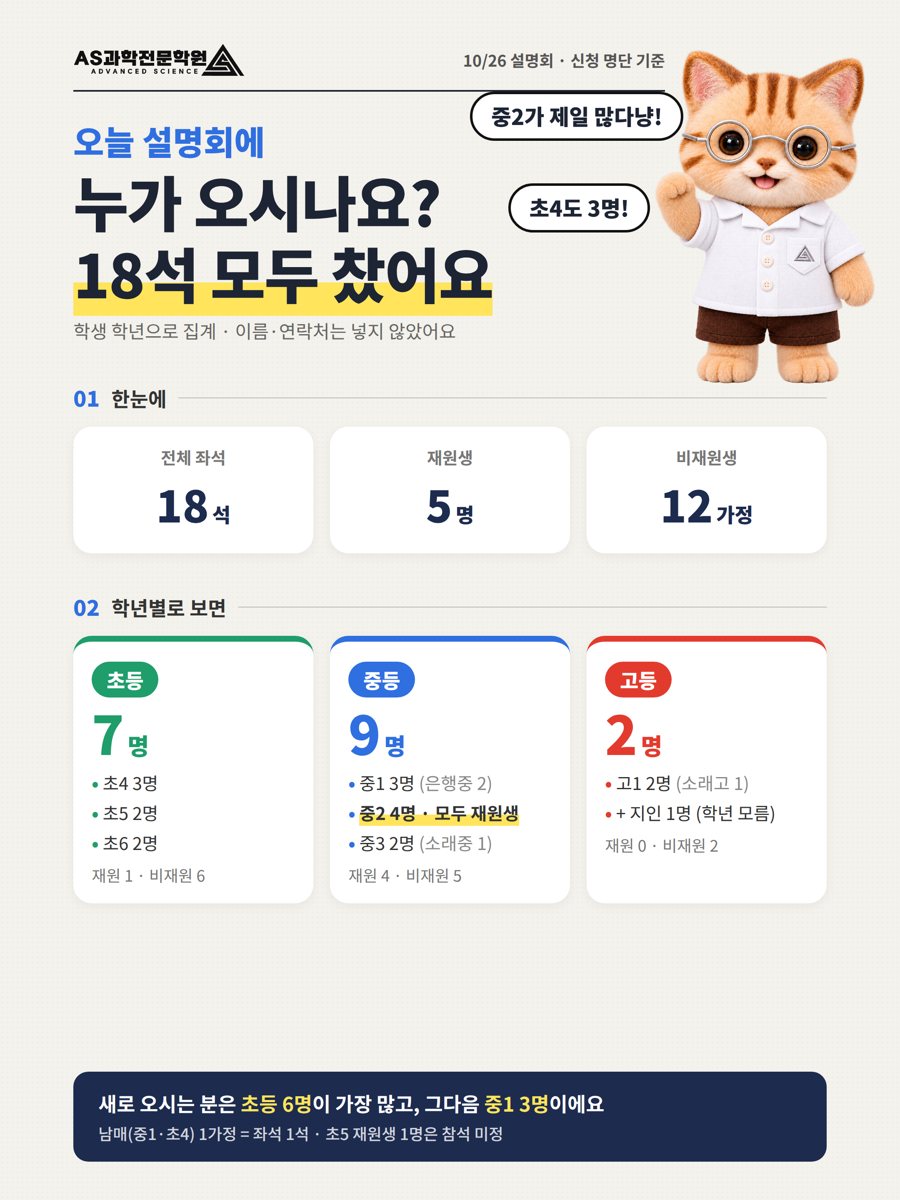 AS과학전문학원
ADVANCED SCIENCE
10/26 설명회 · 신청 명단 기준
중2가 제일 많다냥!
오늘 설명회에
누가 오시나요?
초4도 3명!
18석 모두 찼어요
학생 학년으로 집계 · 이름·연락처는 넣지 않았어요
01 한눈에
전체 좌석
18석
재원생
5명
비재원생
12가정
02 학년별로 보면
초등
7명
• 초4 3명
• 초5 2명
• 초6 2명
재원 1 · 비재원 6
중등
9명
• 중1 3명 (은행중 2)
• 중2 4명 · 모두 재원생
• 중3 2명 (소래중 1)
재원 4 · 비재원 5
고등
2명
• 고1 2명 (소래고 1)
• + 지인 1명 (학년 모름)
재원 0 · 비재원 2
새로 오시는 분은 초등 6명이 가장 많고, 그다음 중1 3명이에요
남매(중1·초4) 1가정 = 좌석 1석 · 초5 재원생 1명은 참석 미정